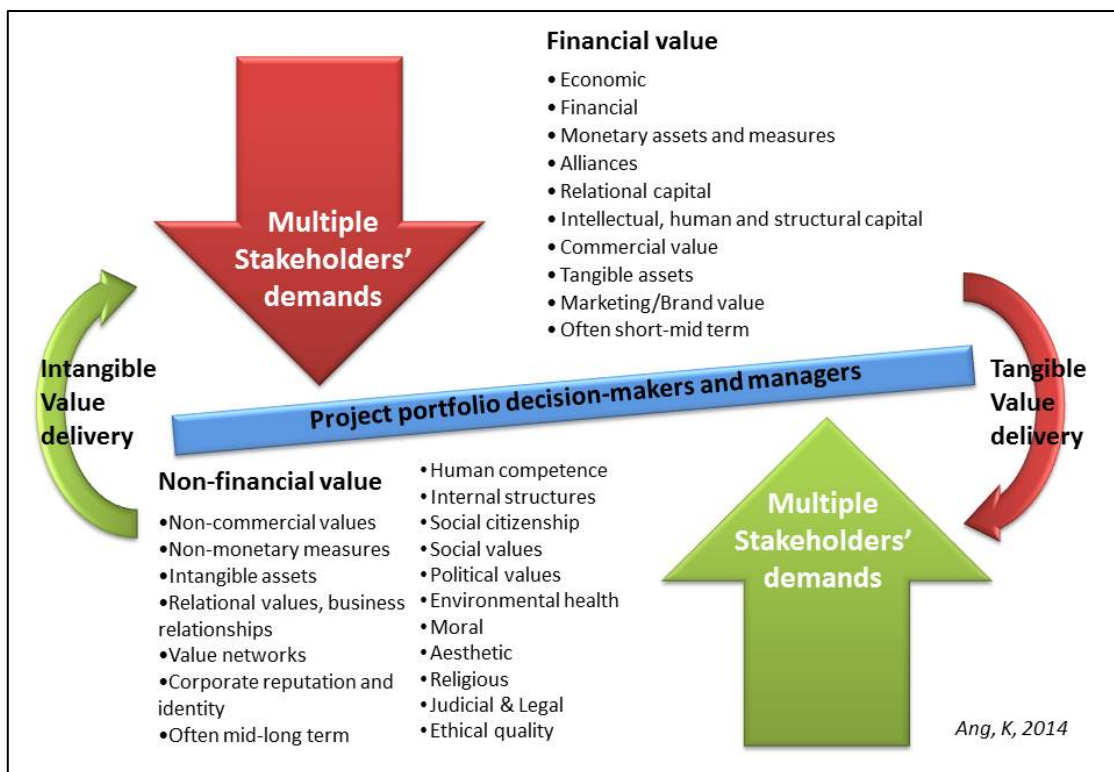 Financial value
• Economic
• Financial
• Monetary assets and measures
• Alliances
• Relational capital
• Intellectual, human and structural capital
• Commercial value
• Tangible assets
• Marketing/Brand value
• Often short-mid term
Multiple
Stakeholders’
demands
Intangible
Value
delivery
Project portfolio decision-makers and managers
Tangible
Value
delivery
Non-financial value
•Non-commercial values
•Non-monetary measures
•Intangible assets
•Relational values, business
relationships
•Value networks
•Corporate reputation and
identity
•Often mid-long term
•Human competence
•Internal structures
•Social citizenship
•Social values
•Political values
•Environmental health
•Moral
•Aesthetic
•Religious
•Judicial & Legal
•Ethical quality
Multiple
Stakeholders’
demands
Ang, K, 2014